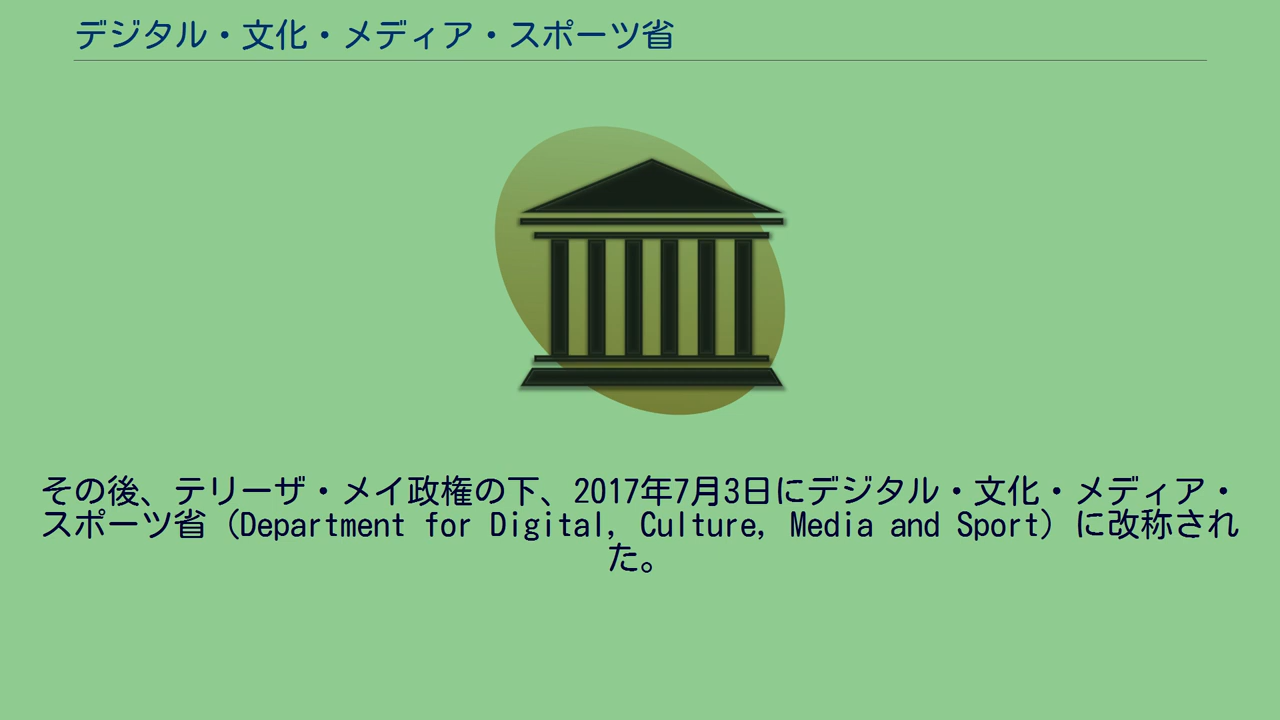 デジタル・文化・メディア・スポーツ省
その後、テリーザ・メイ政権の下、2017年7月3日にデジタル・文化・メディア・
スポーツ省（Department for Digital, Culture, Media and Sport）に改称され
た。